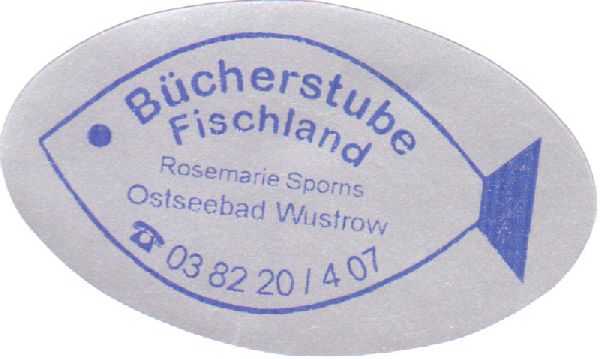 Bücherstube
Fischland
Rosemarie Sporns
Ostseebad Wustrow
☎ 03 82 20 / 4 07